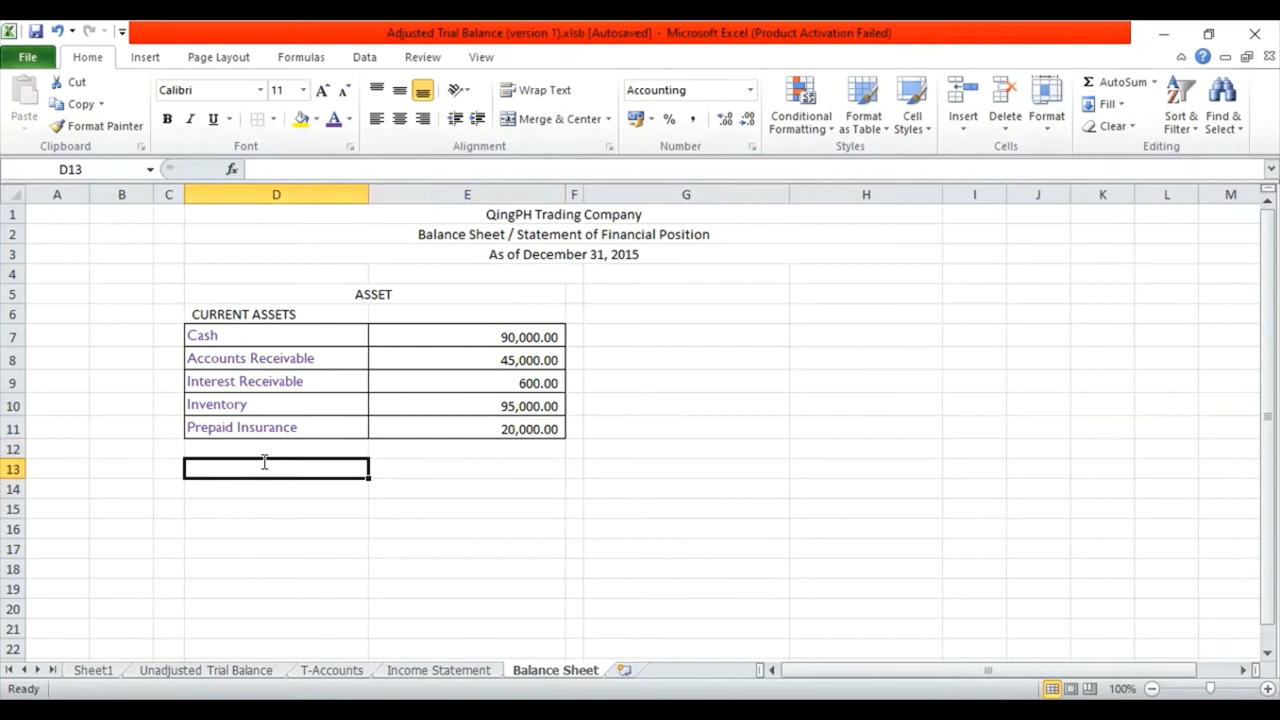 Adjusted Trial Balance (version 1).xlsb [Autosaved] - Microsoft Excel (Product Activation Failed)
File Home Insert Page Layout Formulas Data Review View
Paste
Cut
Copy
Format Painter
Clipboard
Calibri 11
B I U A
Font
Wrap Text
Merge & Center
Alignment
Accounting
$ % ,
Number
Conditional Formatting
Format as Table
Cell Styles
Styles
Insert Delete Format
Cells
Σ AutoSum
Fill
Clear
Sort & Filter
Find & Select
Editing
D13 fx
A B C D E F G H I J K L M
1 QingPH Trading Company
2 Balance Sheet / Statement of Financial Position
3 As of December 31, 2015
4
5 ASSET
6 CURRENT ASSETS
7 Cash 90,000.00
8 Accounts Receivable 45,000.00
9 Interest Receivable 600.00
10 Inventory 95,000.00
11 Prepaid Insurance 20,000.00
12
13
14
15
16
17
18
19
20
21
22
Sheet1 Unadjusted Trial Balance T-Accounts Income Statement Balance Sheet
Ready 100%